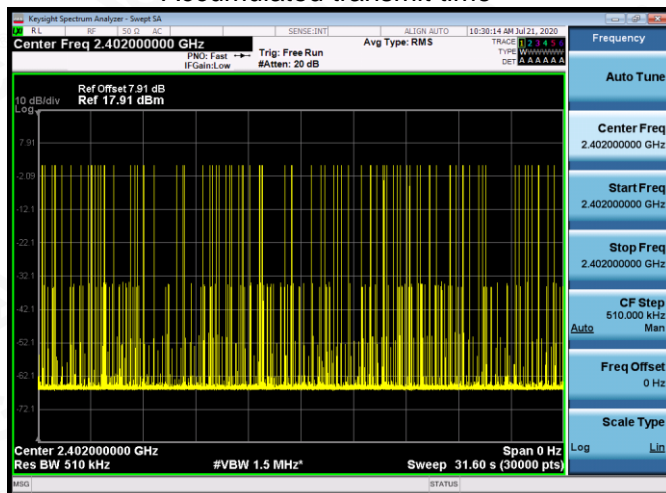 Accumulated transmit time
Keysight Spectrum Analyzer - Swept SA
RL RF 50 Ω AC SENSE:INT ALIGN AUTO 10:30:14 AM Jul 21, 2020
Center Freq 2.402000000 GHz
PNO: Fast
IFGain:Low
Trig: Free Run
#Atten: 20 dB
Avg Type: RMS
TRACE 1 2 3 4 5 6
TYPE WWWWWW
DET A A A A A A
Ref Offset 7.91 dB
10 dB/div Ref 17.91 dBm
Log
7.91
-2.09
-12.1
-22.1
-32.1
-42.1
-52.1
-62.1
-72.1
Center 2.402000000 GHz Span 0 Hz
Res BW 510 kHz #VBW 1.5 MHz* Sweep 31.60 s (30000 pts)
MSG STATUS
Frequency
Auto Tune
Center Freq
2.402000000 GHz
Start Freq
2.402000000 GHz
Stop Freq
2.402000000 GHz
CF Step
510.000 kHz
Auto Man
Freq Offset
0 Hz
Scale Type
Log Lin